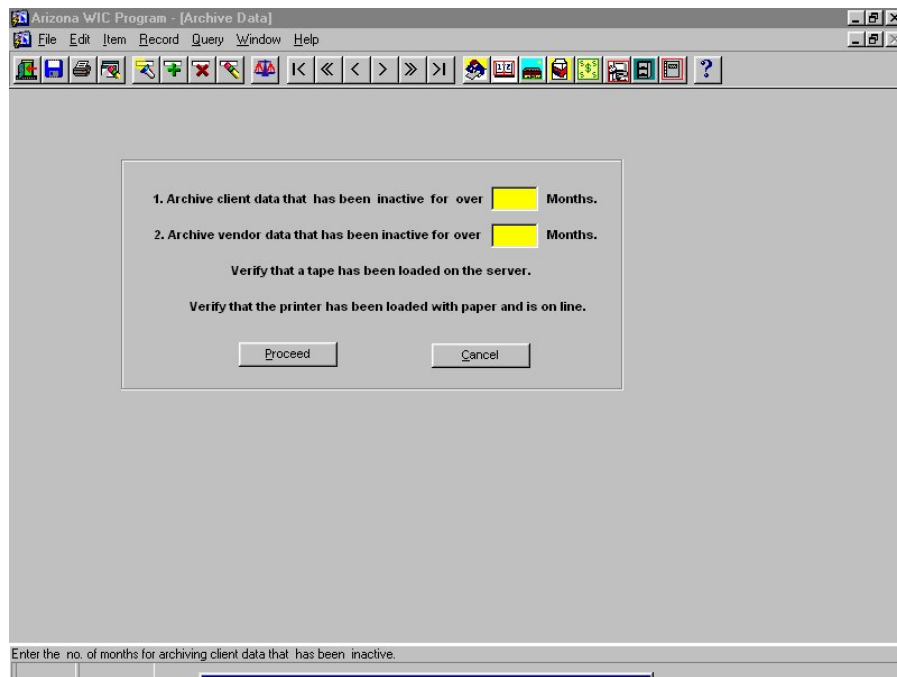 Arizona WIC Program - [Archive Data]
File Edit Item Record Query Window Help
1. Archive client data that has been inactive for over Months.
2. Archive vendor data that has been inactive for over Months.
Verify that a tape has been loaded on the server.
Verify that the printer has been loaded with paper and is on line.
Proceed Cancel
Enter the no. of months for archiving client data that has been inactive.